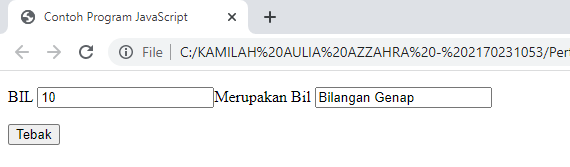 Contoh Program JavaScript
File C:/KAMILAH%20AULIA%20AZZAHRA%20-%202170231053/Per
BIL 10 Merupakan Bil Bilangan Genap
Tebak